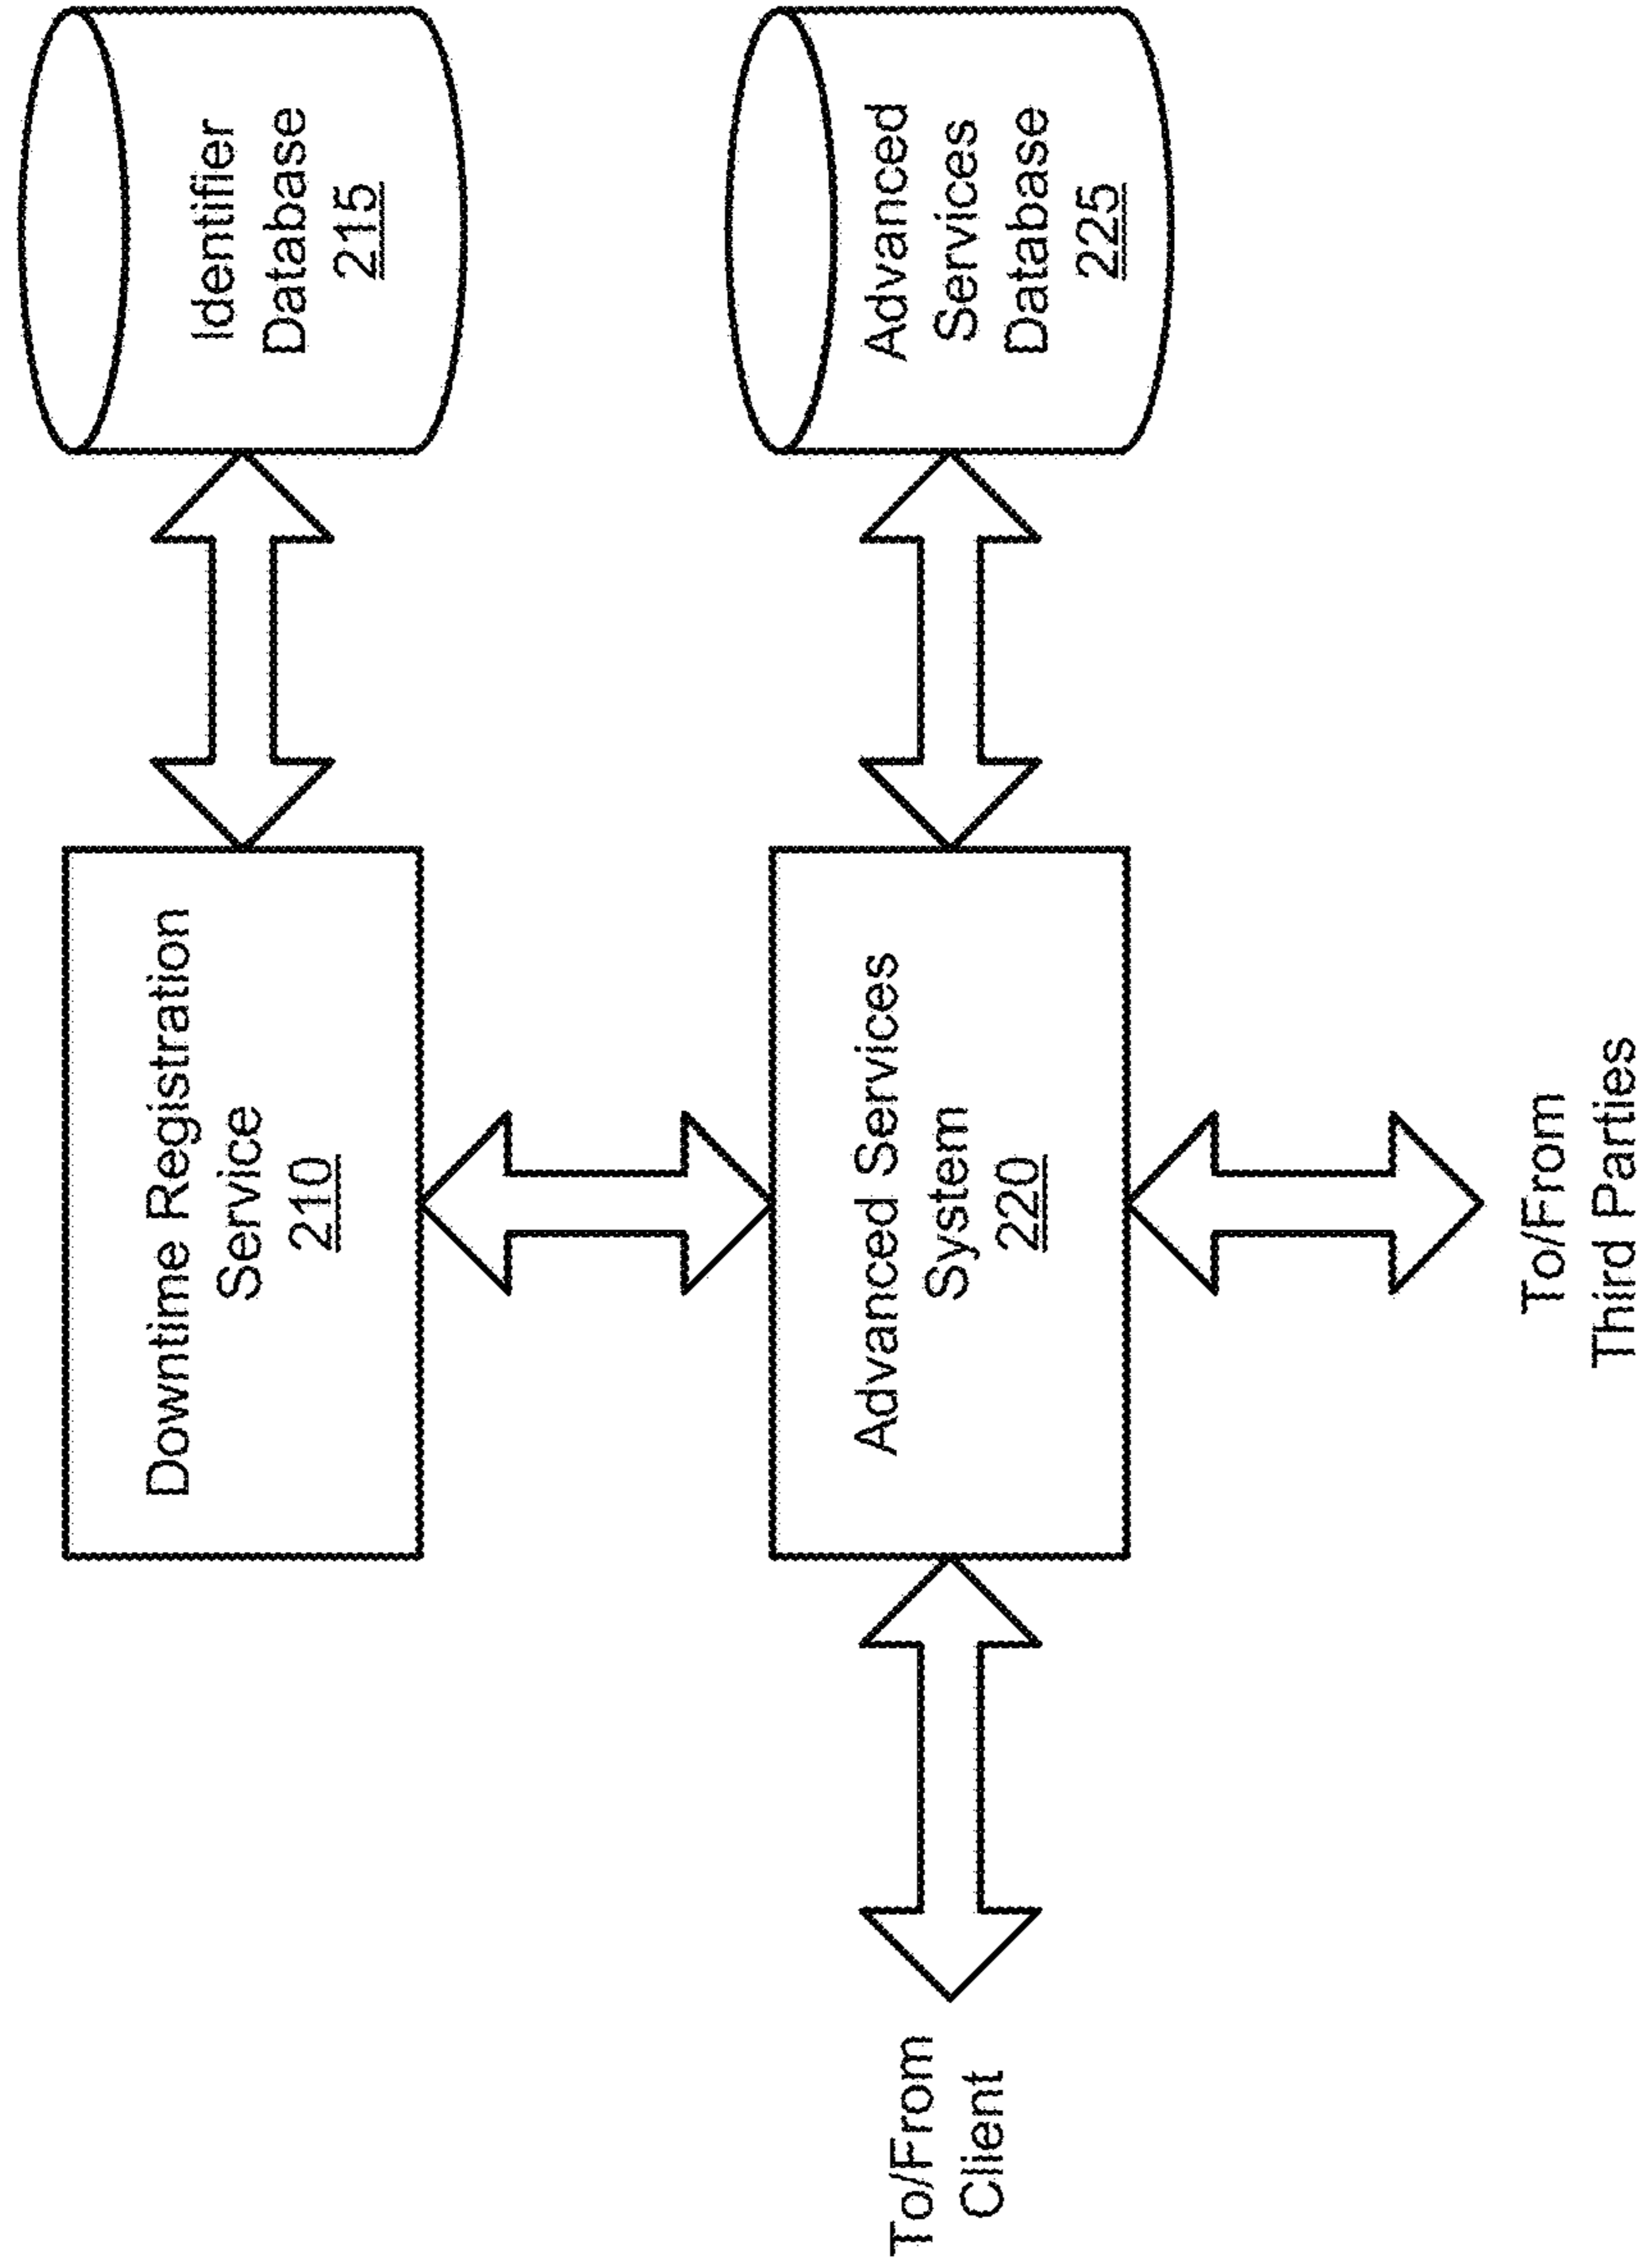 Downtime Registration
Service
210
Identifier
Database
215
To/From
Client
Advanced Services
System
220
Advanced
Services
Database
225
To/From
Third Parties